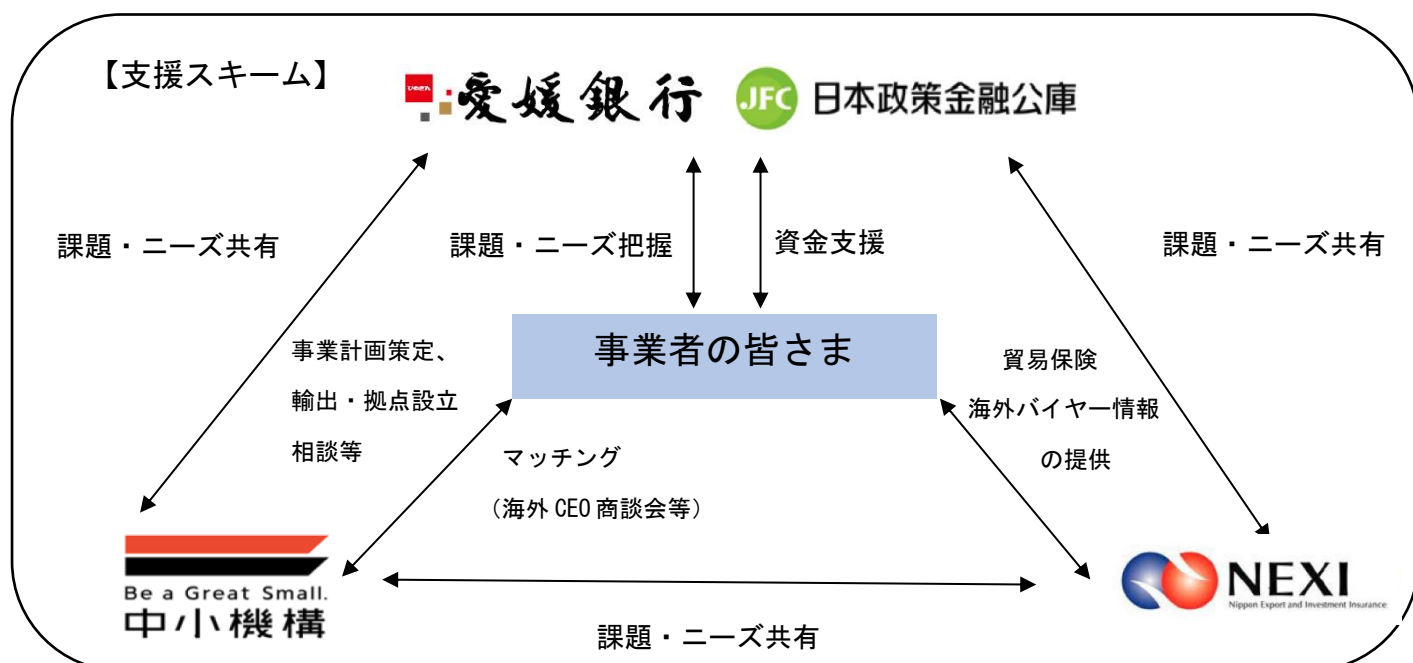 【支援スキーム】
ひめぎん 愛媛銀行
JFC 日本政策金融公庫
課題・ニーズ共有
課題・ニーズ把握
資金支援
課題・ニーズ共有
事業者の皆さま
事業計画策定、
輸出・拠点設立
相談等
マッチング
（海外 CEO 商談会等）
貿易保険
海外バイヤー情報
の提供
Be a Great Small.
中小機構
NEXI
Nippon Export and Investment Insurance
課題・ニーズ共有